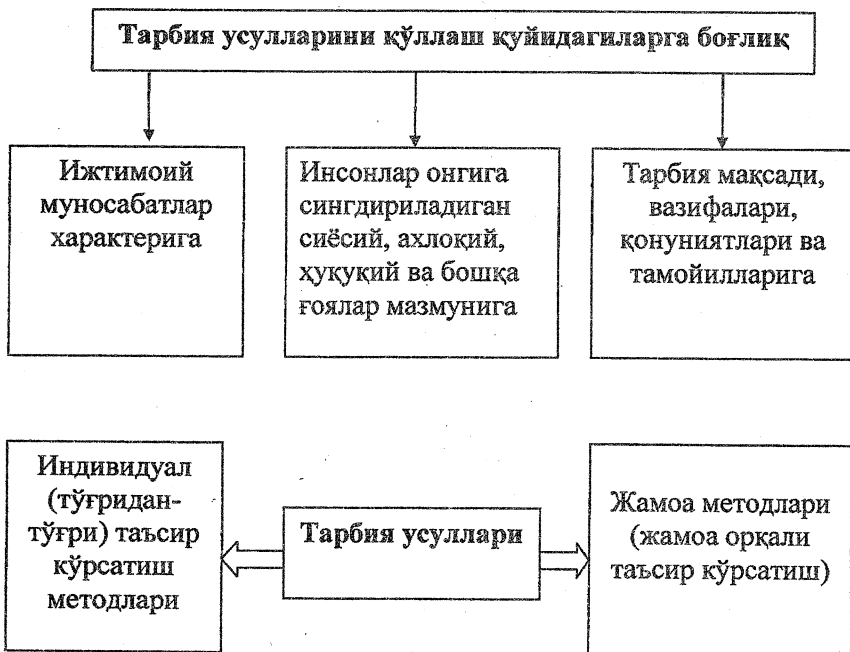 Тарбия усулларини қўллаш қуйидагиларга боғлиқ
Ижтимоий
муносабатлар
характерига
Инсонлар онгига
сингдириладиган
сиёсий, ахлоқий,
ҳуқуқий ва бошқа
ғоялар мазмунига
Тарбия мақсади,
вазифалари,
қонуниятлари ва
тамойилларига
Индивидуал
(тўғридан-
тўғри) таъсир
кўрсатиш
методлари
Тарбия усуллари
Жамоа методлари
(жамоа орқали
таъсир кўрсатиш)